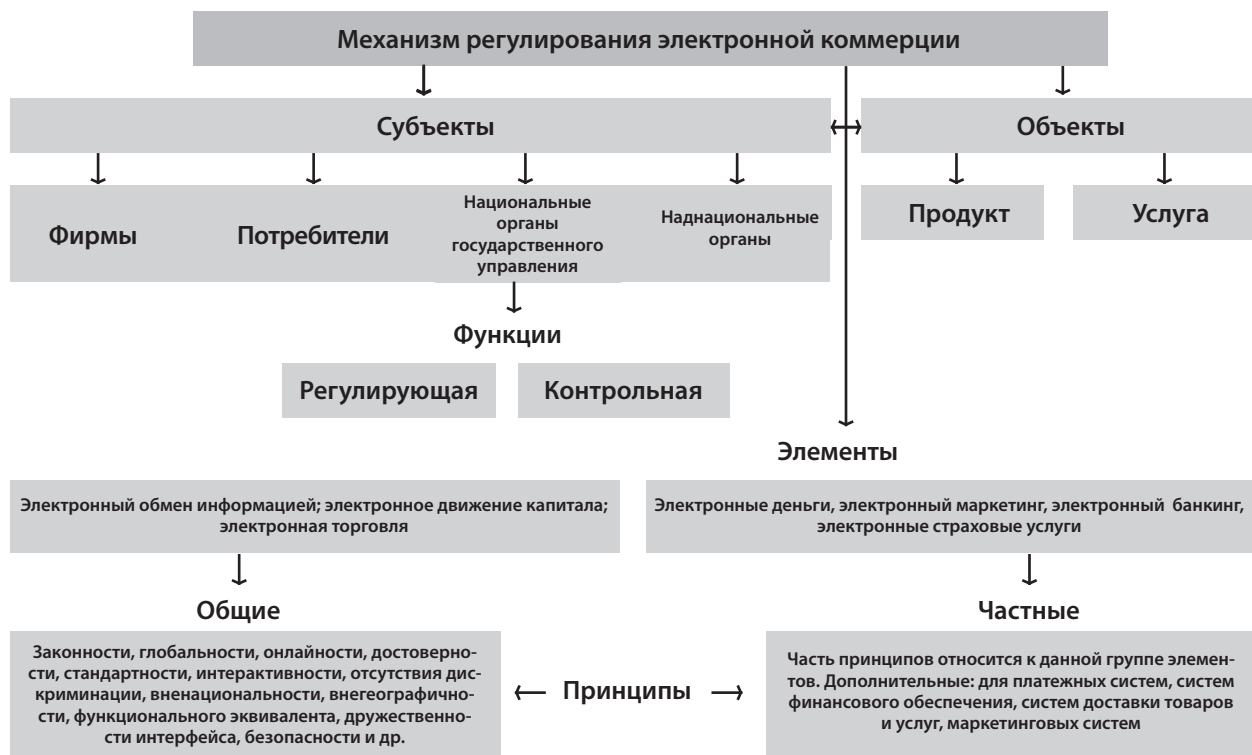 Механизм регулирования электронной коммерции
Субъекты
Объекты
Фирмы
Потребители
Национальные
органы
государственного
управления
Наднациональные
органы
Продукт
Услуга
Функции
Регулирующая
Контрольная
Элементы
Электронный обмен информацией; электронное движение капитала;
электронная торговля
Электронные деньги, электронный маркетинг, электронный банкинг,
электронные страховые услуги
Общие
Частные
Законности, глобальности, онлайности, достоверно-
сти, стандартности, интерактивности, отсутствия дис-
криминации, вненациональности, внегеографично-
сти, функционального эквивалента, дружественно-
сти интерфейса, безопасности и др.
Принципы
Часть принципов относится к данной группе элемен-
тов. Дополнительные: для платежных систем, систем
финансового обеспечения, систем доставки товаров
и услуг, маркетинговых систем